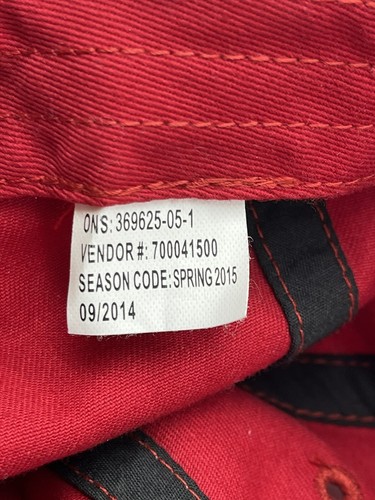 ONS: 369625-05-1
VENDOR #: 700041500
SEASON CODE: SPRING 2015
09/2014